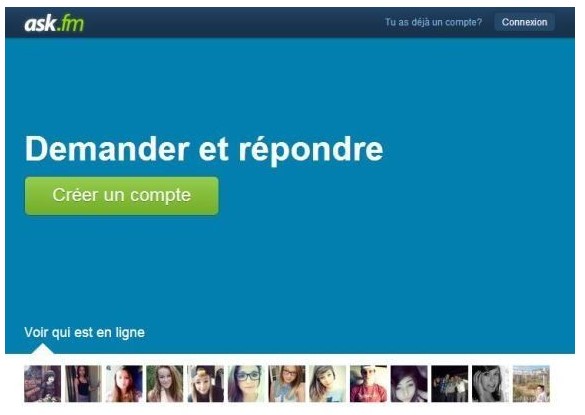 ask.fm
Tu as déjà un compte? Connexion
Demander et répondre
Créer un compte
Voir qui est en ligne